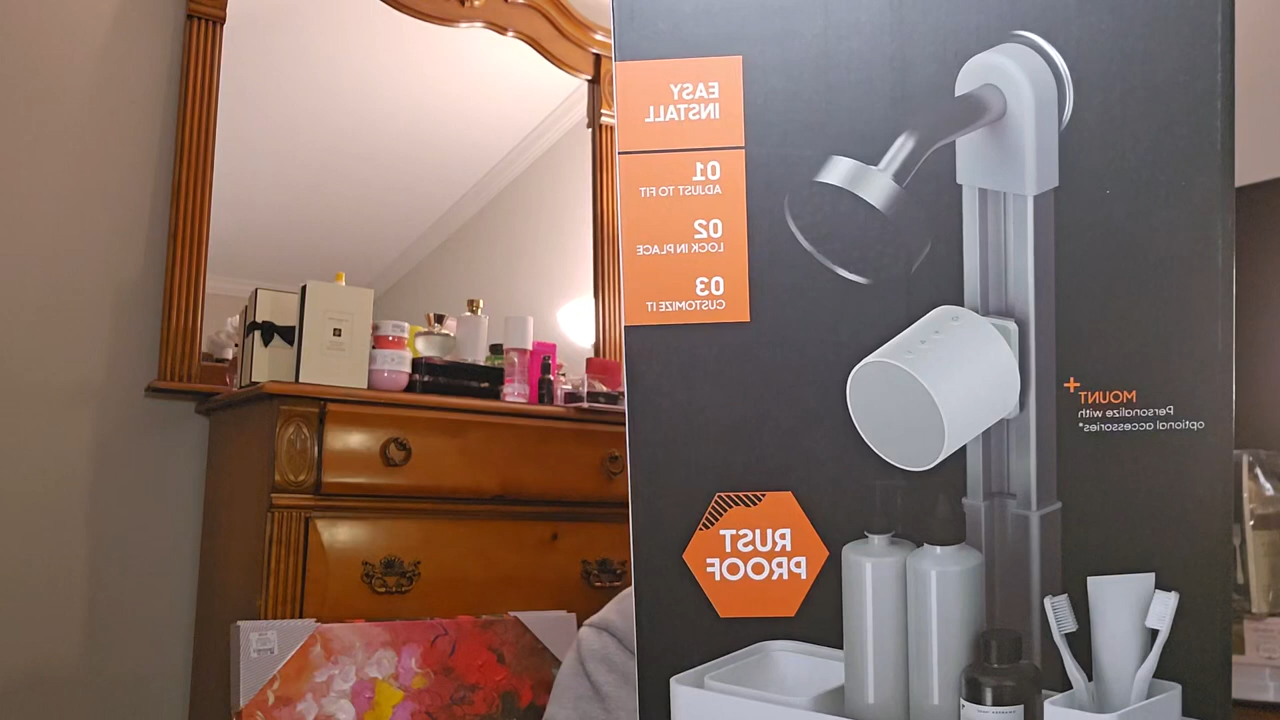 EASY
INSTALL
01
ADJUST TO FIT
02
LOCK IN PLACE
03
CUSTOMIZE IT
+
MOUNT
Personalize with
optional accessories*
RUST
PROOF